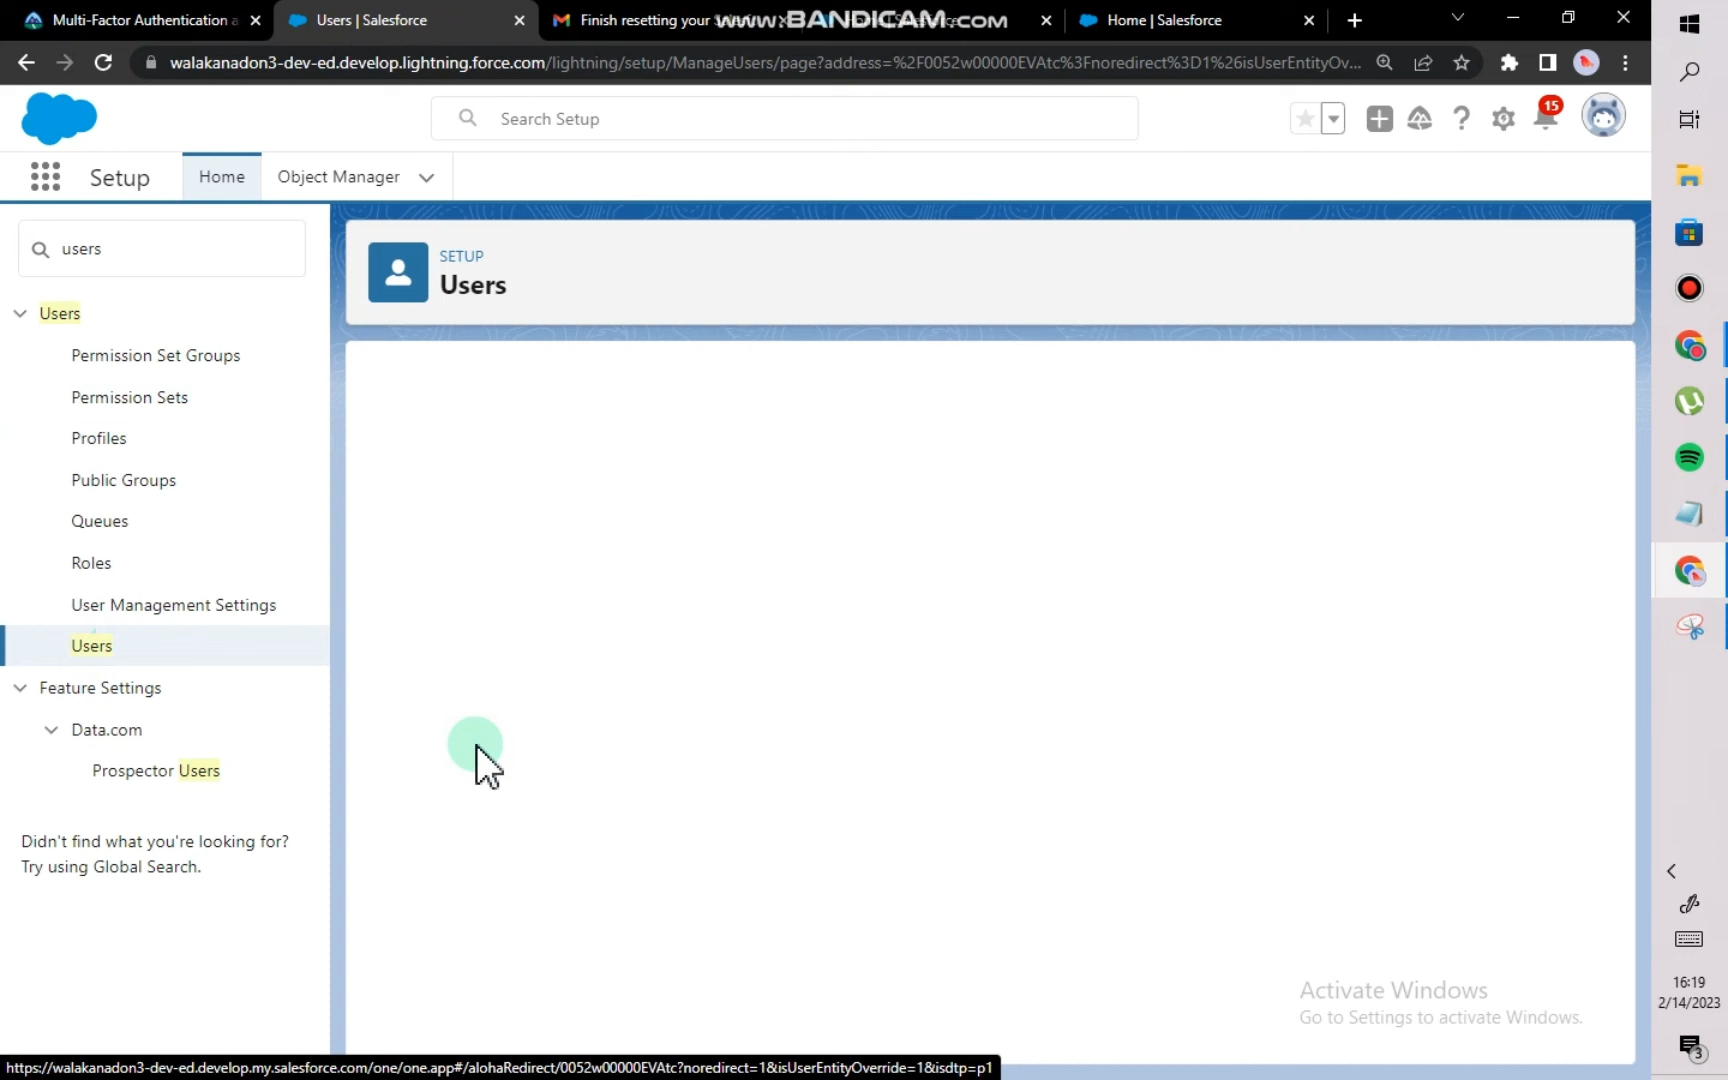 Multi-Factor Authentication a
Users | Salesforce
Finish resetting your
www.BANDICAM.com
Home | Salesforce
walakanadon3-dev-ed.develop.lightning.force.com/lightning/setup/ManageUsers/page?address=%2F0052w00000EVAtc%3Fnoredirect%3D1%26isUserEntityOv...
Search Setup
15
Setup
Home
Object Manager
users
SETUP
Users
Users
Permission Set Groups
Permission Sets
Profiles
Public Groups
Queues
Roles
User Management Settings
Users
Feature Settings
Data.com
Prospector Users
Didn't find what you're looking for?
Try using Global Search.
Activate Windows
Go to Settings to activate Windows.
16:19
2/14/2023
3
https://walakanadon3-dev-ed.develop.my.salesforce.com/one/one.app#/alohaRedirect/0052w00000EVAtc?noredirect=1&isUserEntityOverride=1&isdtp=p1